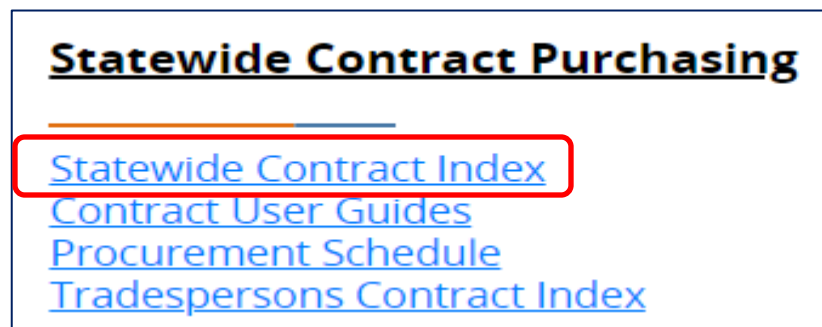 Statewide Contract Purchasing
Statewide Contract Index
Contract User Guides
Procurement Schedule
Tradespersons Contract Index